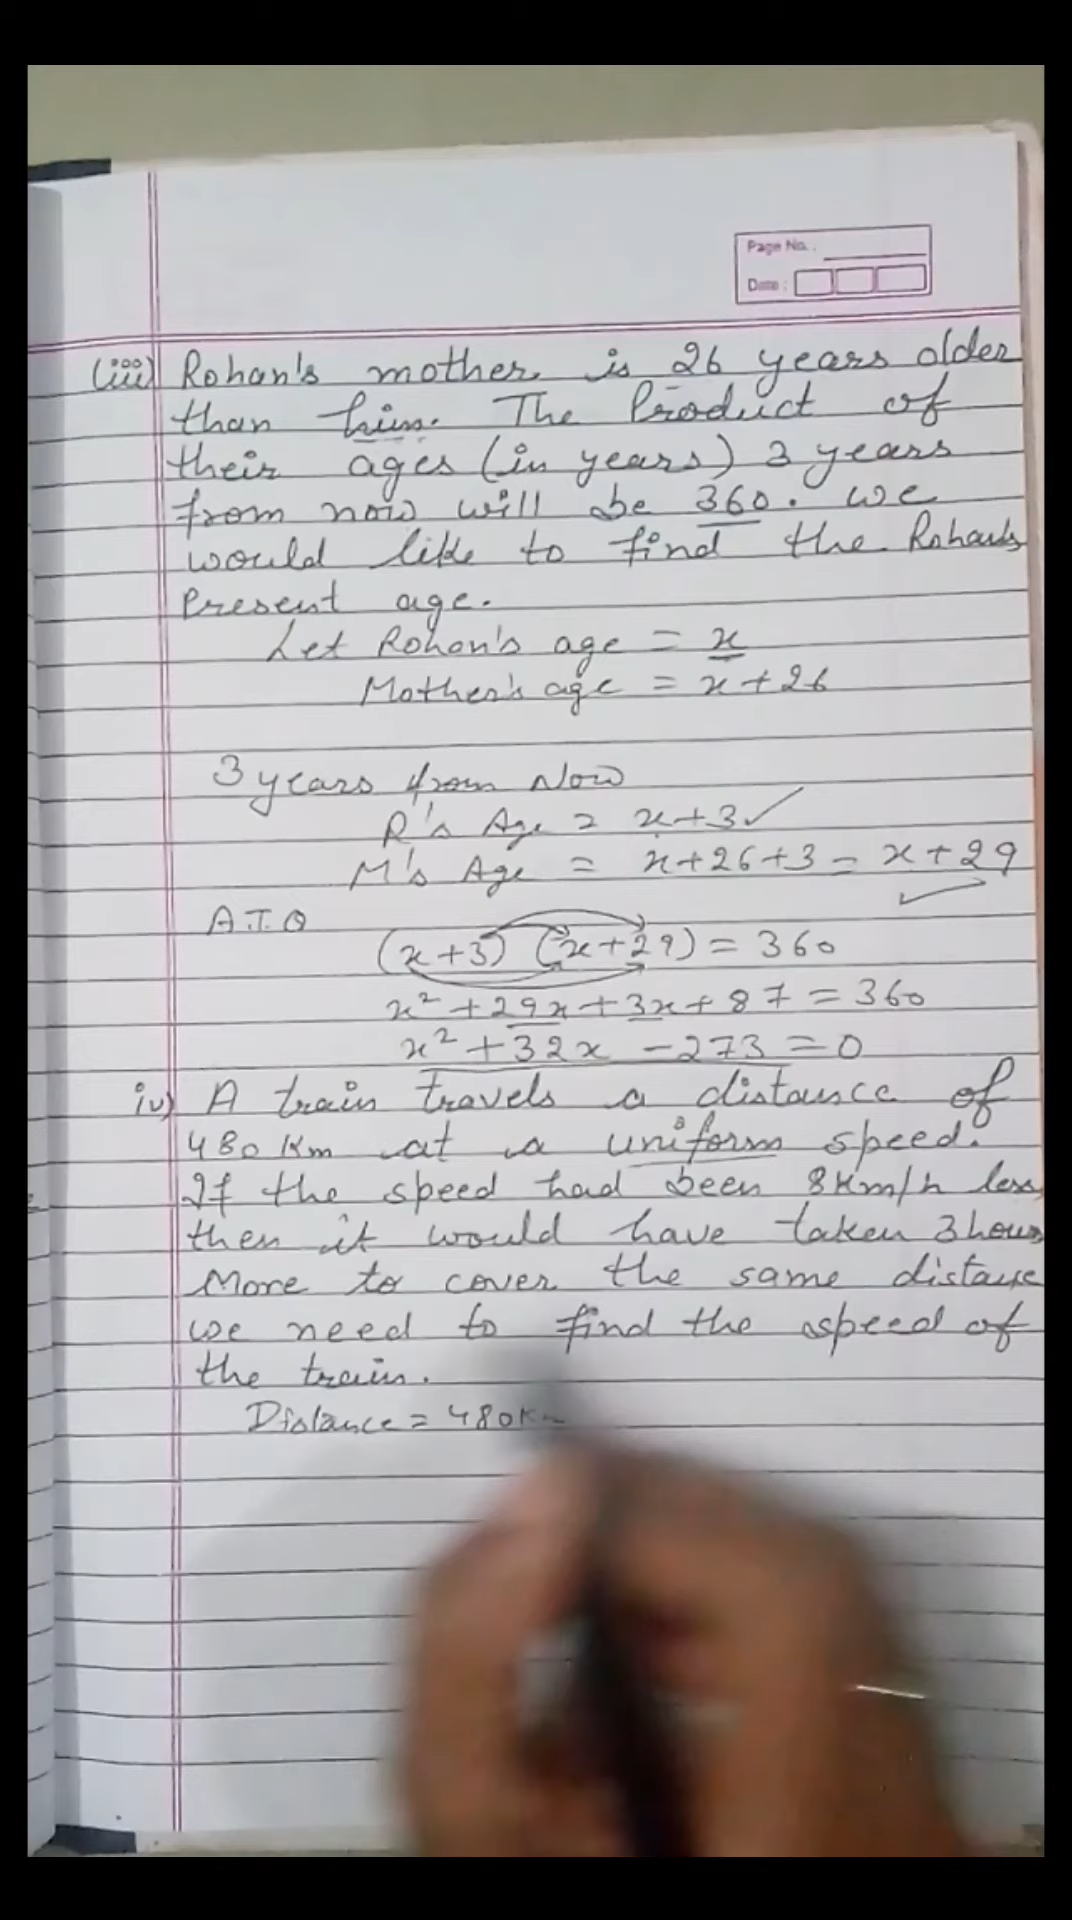 Page No. :
Date :
(iii) Rohan's mother is 26 years older
than him. The Product of
their ages (in years) 3 years
from now will be 360. we
would like to find the Rohan's
Present age.
Let Rohan's age = x
Mother's age = x + 26
3 years from Now
R's Age = x+3 ✓
M's Age = x+26+3 = x+29
A.T.Q
(x+3) (x+29) = 360
x² + 29x + 3x + 87 = 360
x² + 32x - 273 = 0
iv) A train travels a distance of
480 Km at a uniform speed.
If the speed had been 8 Km/h less,
then it would have taken 3 hours
More to cover the same distance
we need to find the speed of
the train.
Distance = 480 Km